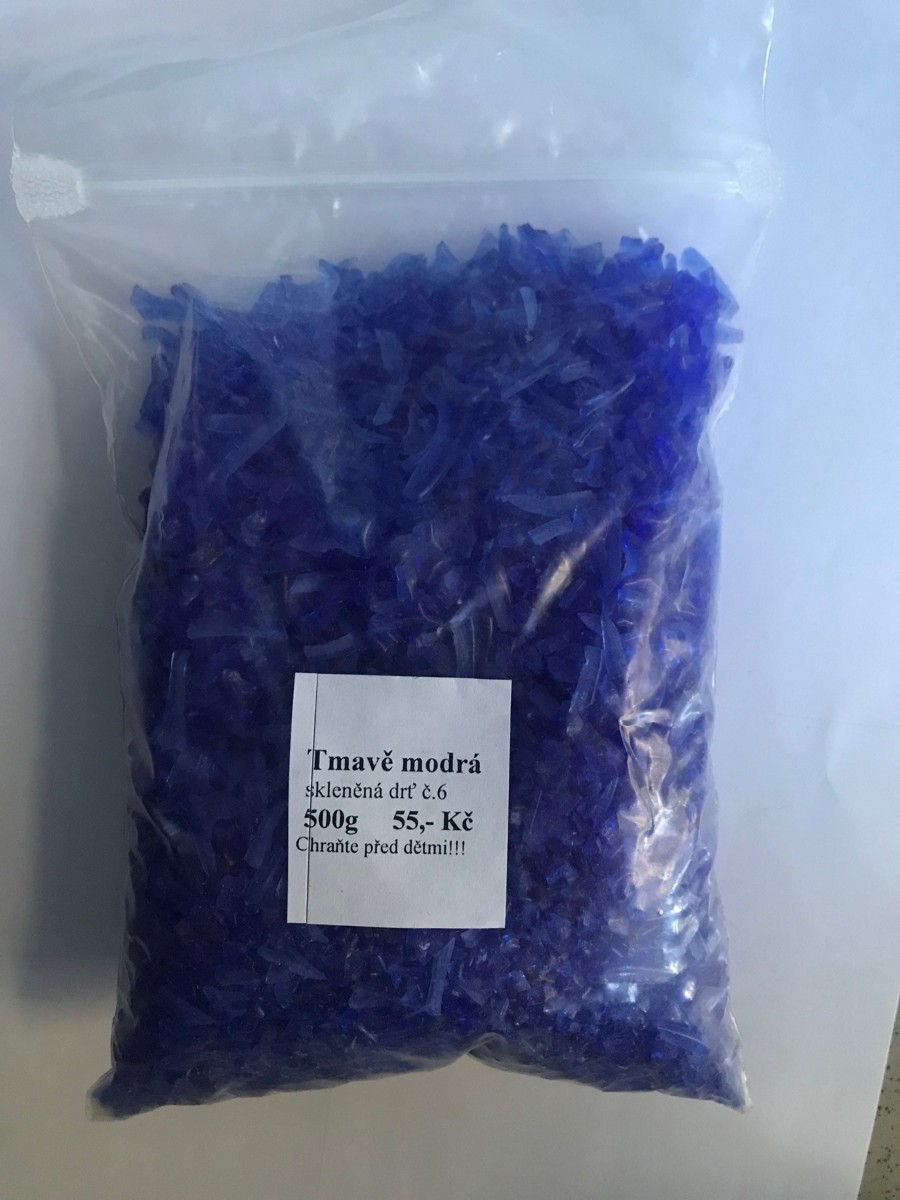 Tmavě modrá
skleněná drť č.6
500g 55,- Kč
Chraňte před dětmi!!!